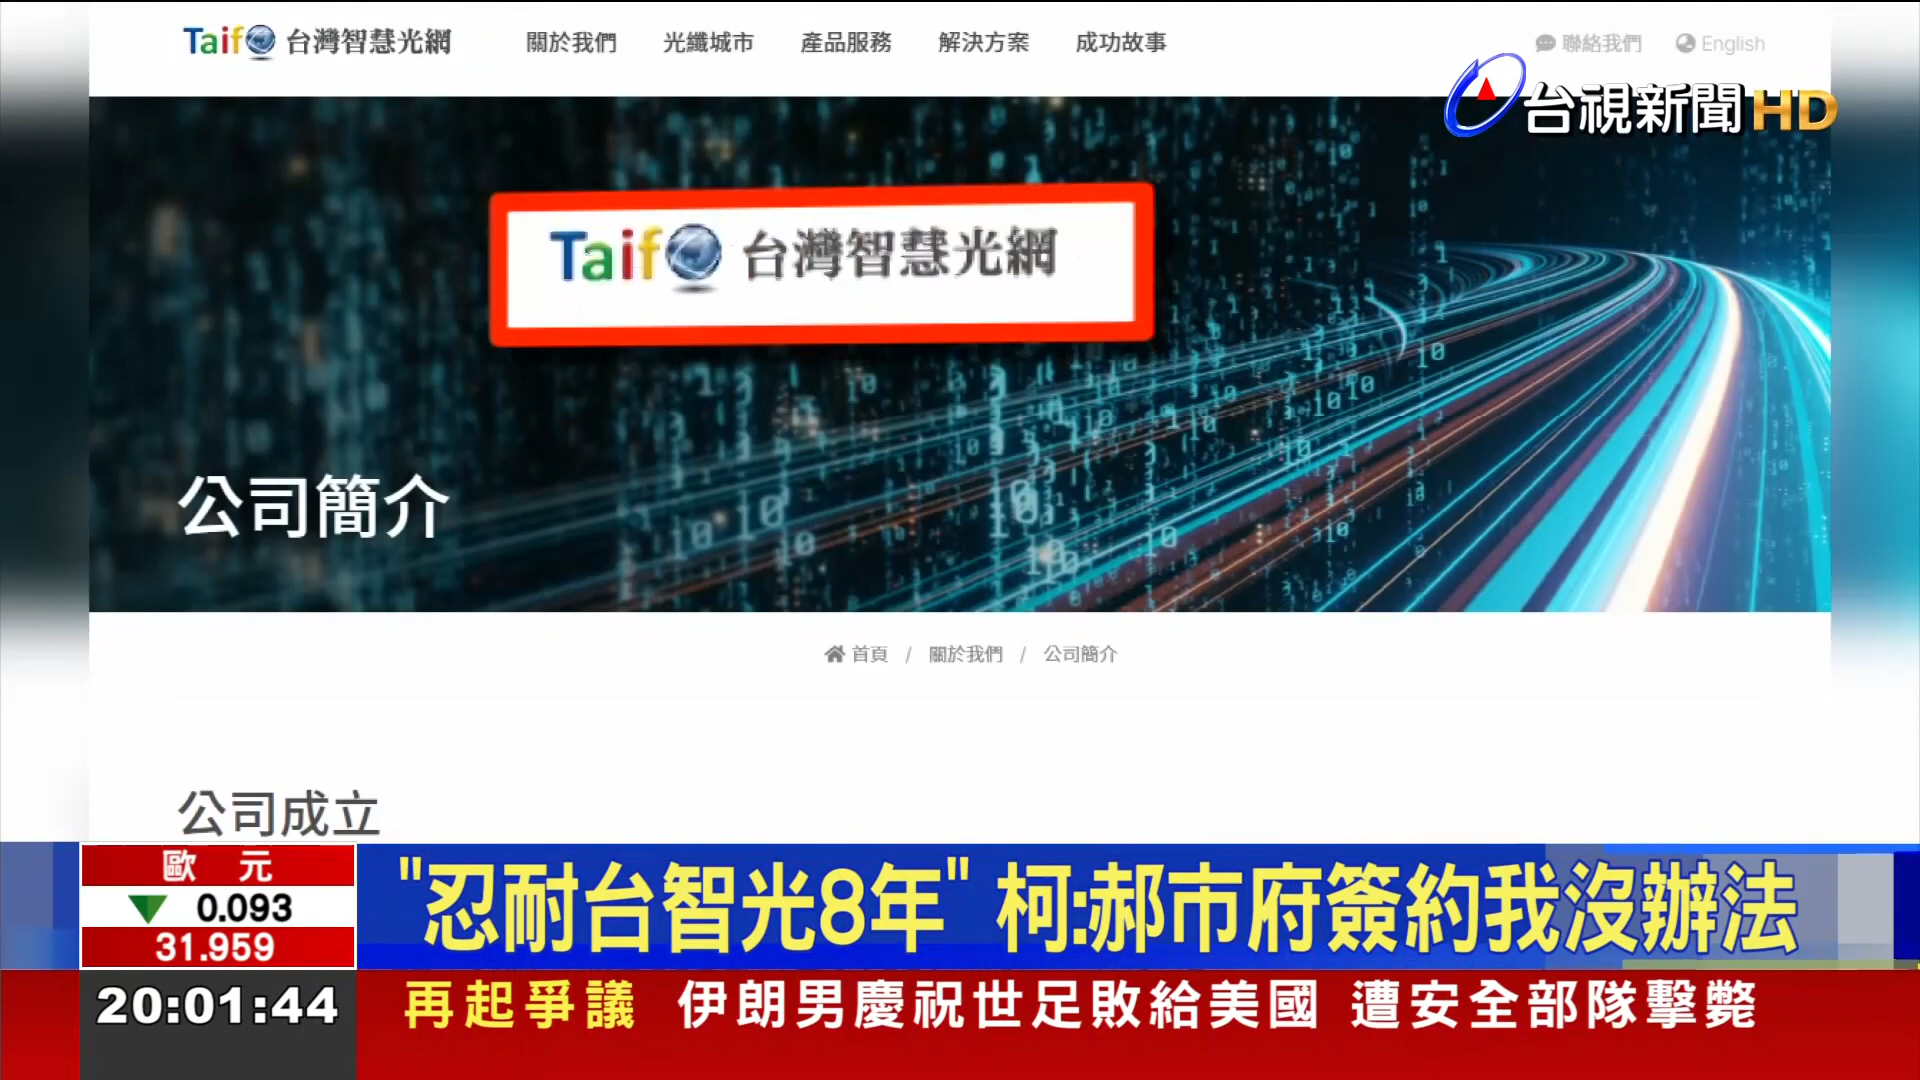 Taifo 台灣智慧光網 關於我們 光纖城市 產品服務 解決方案 成功故事 聯絡我們 English
台視新聞HD
Taifo 台灣智慧光網
公司簡介
首頁 / 關於我們 / 公司簡介
公司成立
歐元
0.093
31.959
"忍耐台智光8年" 柯:郝市府簽約我沒辦法
20:01:44
再起爭議 伊朗男慶祝世足敗給美國 遭安全部隊擊斃